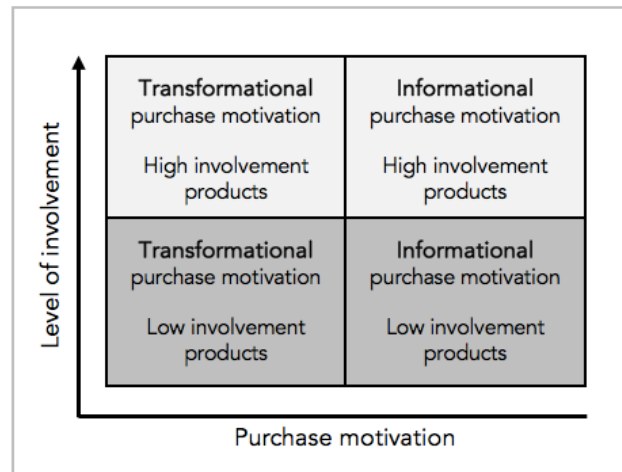 Transformational
purchase motivation
High involvement
products
Informational
purchase motivation
High involvement
products
Transformational
purchase motivation
Low involvement
products
Informational
purchase motivation
Low involvement
products
Level of involvement
Purchase motivation